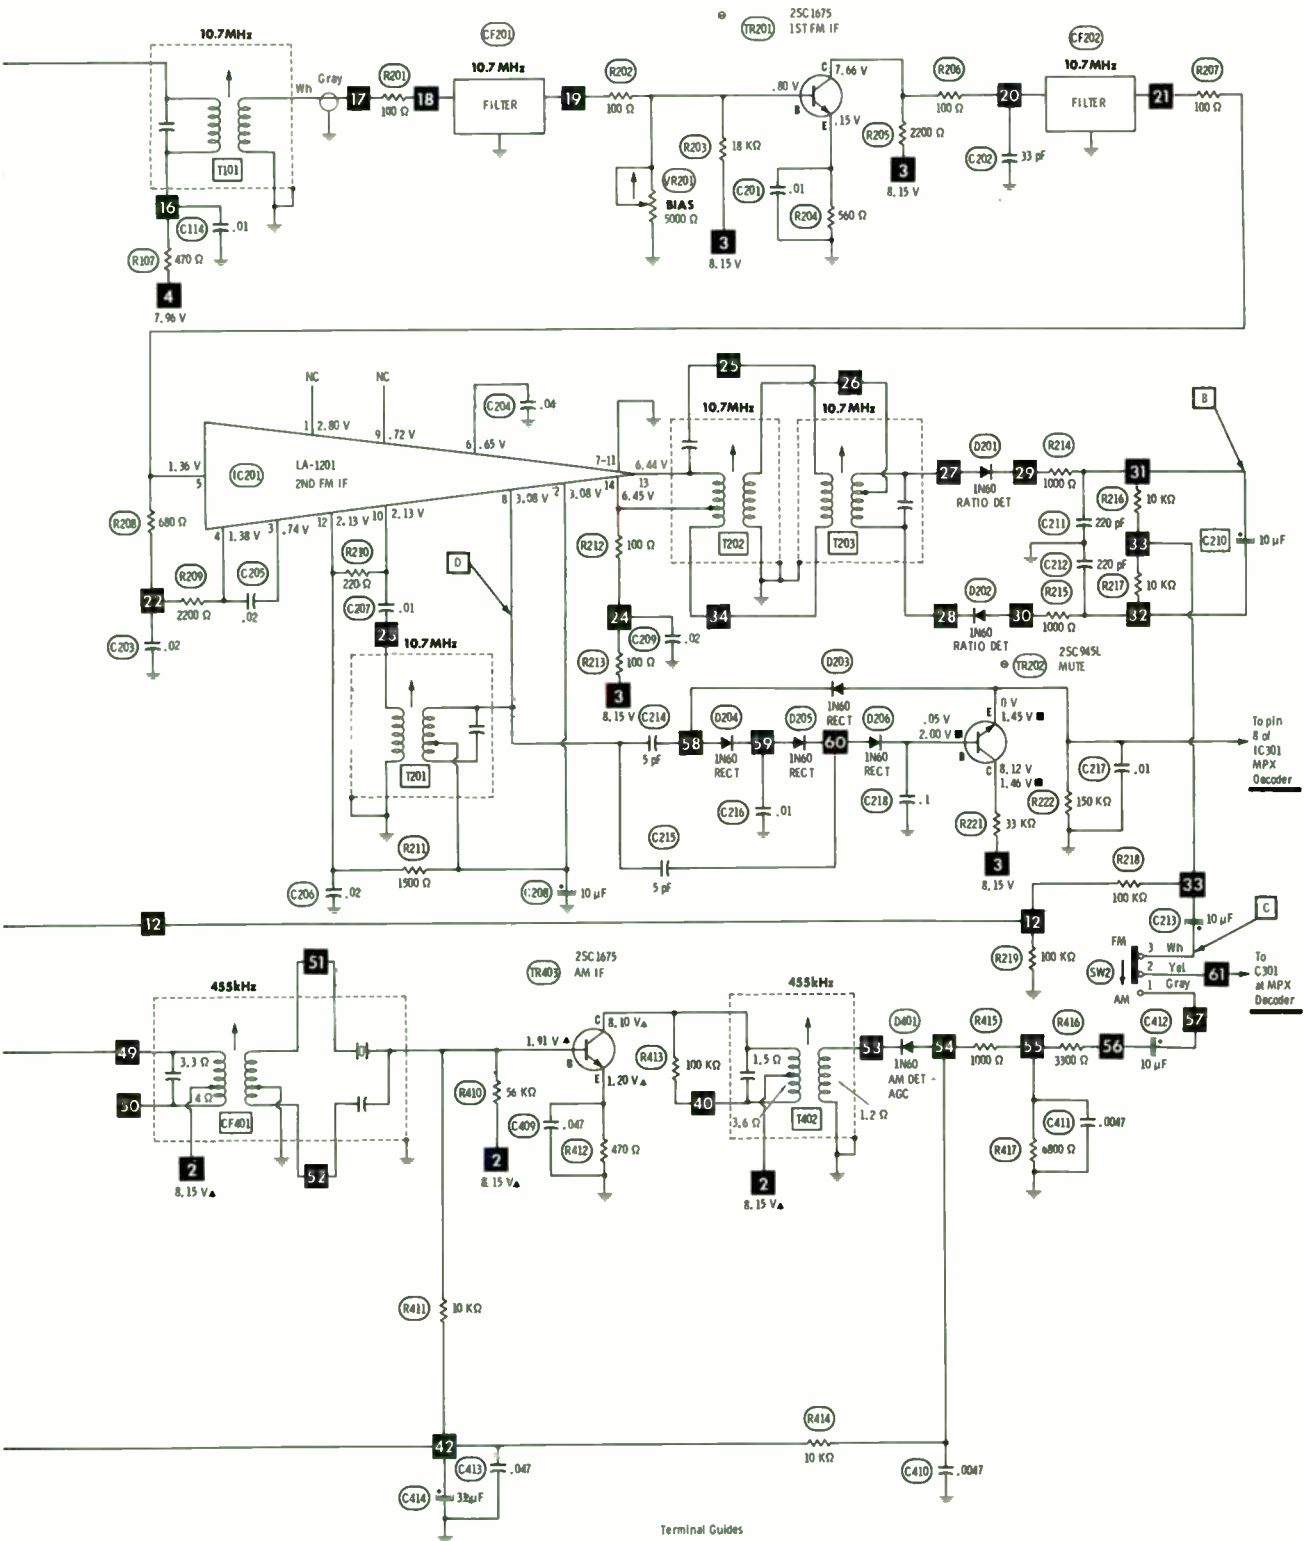 10.7MHz
CF201
10.7MHz
TR201
2SC1675
1ST FM IF
CF202
10.7MHz
Wh
Gray
17
R201
100 Ω
18
FILTER
19
R202
100 Ω
.80 V
B
C
7.66 V
E
.15 V
R206
100 Ω
20
FILTER
21
R207
100 Ω
R205
2200 Ω
3
8.15 V
C202
33 pF
R203
18 KΩ
T101
VR201
BIAS
5000 Ω
C201
.01
R204
560 Ω
16
C114
.01
3
8.15 V
R107
470 Ω
4
7.96 V
NC
NC
C204
.04
25
26
10.7MHz
10.7MHz
B
1
2.80 V
9
.72 V
6
.65 V
LA-1201
IC201
2ND FM IF
1.36 V
5
7-11
6.44 V
13
14
6.45 V
8
3.08 V
2
3.08 V
12
2.13 V
10
2.13 V
4
1.38 V
3
.74 V
27
D201
1N60
RATIO DET
29
R214
1000 Ω
31
R216
10 KΩ
C211
220 pF
33
C210
10 µF
C212
220 pF
R217
10 KΩ
R215
1000 Ω
28
D202
1N60
RATIO DET
30
32
T202
T203
R208
680 Ω
R209
2200 Ω
C205
.02
22
C203
.02
R210
220 Ω
C207
.01
23
10.7MHz
D
R212
100 Ω
24
C209
.02
R213
100 Ω
3
8.15 V
34
TR202
2SC945L
MUTE
D203
1N60
RECT
C214
5 pF
58
D204
1N60
RECT
59
D205
1N60
RECT
60
D206
1N60
RECT
.05 V
2.00 V ■
B
E
0 V
1.45 V ■
C
8.12 V
1.46 V ■
To pin
8 of
IC301
MPX
Decoder
C217
.01
R222
150 KΩ
T201
C216
.01
C218
.1
R221
33 KΩ
3
8.15 V
C215
5 pF
R211
1500 Ω
C206
.02
C208
10 µF
R218
100 KΩ
33
12
12
C213
10 µF
C
R219
100 KΩ
FM
3 Wh
SW2
2 Yel
1 Gray
AM
61
To
C301
at MPX
Decoder
57
51
TR403
2SC1675
AM IF
455kHz
455kHz
49
3.3 Ω
.4 Ω
50
CF401
2
8.15 V▲
52
1.91 V ▲
B
C
8.10 V▲
E
1.20 V▲
R410
56 KΩ
2
8.15 V▲
C409
.047
R412
470 Ω
R413
100 KΩ
40
1.5 Ω
3.6 Ω
T402
1.2 Ω
2
8.15 V▲
53
D401
1N60
AM DET -
AGC
54
R415
1000 Ω
55
R416
3300 Ω
56
C412
10 µF
R417
6800 Ω
C411
.0047
R411
10 KΩ
R414
10 KΩ
42
C413
.047
C414
C410
.0047
Terminal Guides